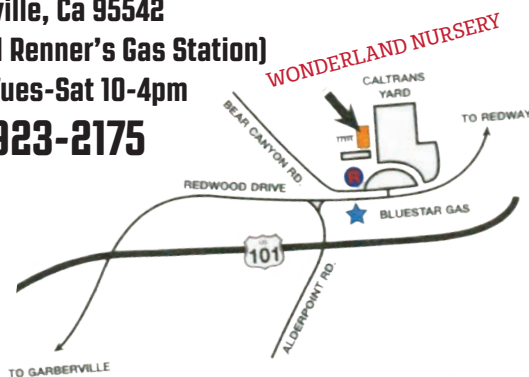 ville, Ca 95542
Renner's Gas Station)
ues-Sat 10-4pm
923-2175
WONDERLAND NURSERY
CALTRANS
YARD
TO REDWAY
BEAR CANYON RD.
R
REDWOOD DRIVE
BLUESTAR GAS
101
ALDERPOINT RD.
TO GARBERVILLE